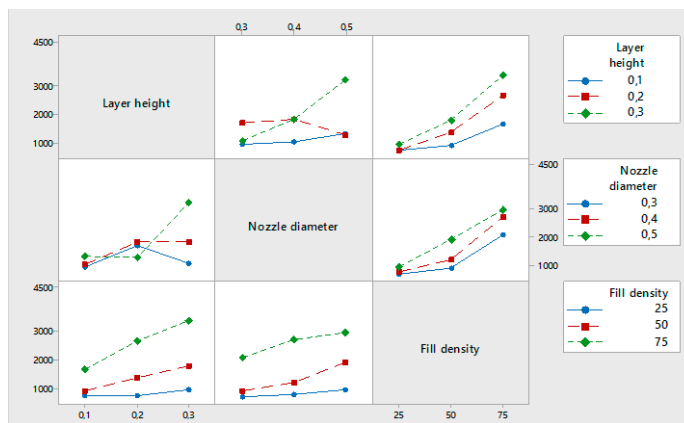 0,3 0,4 0,5
4500
3000
2000
1000
Layer height
Layer
height
0,1
0,2
0,3
Nozzle diameter
4500
3000
2000
1000
Nozzle
diameter
0,3
0,4
0,5
4500
3000
2000
1000
Fill density
Fill density
25
50
75
0,1 0,2 0,3
25 50 75